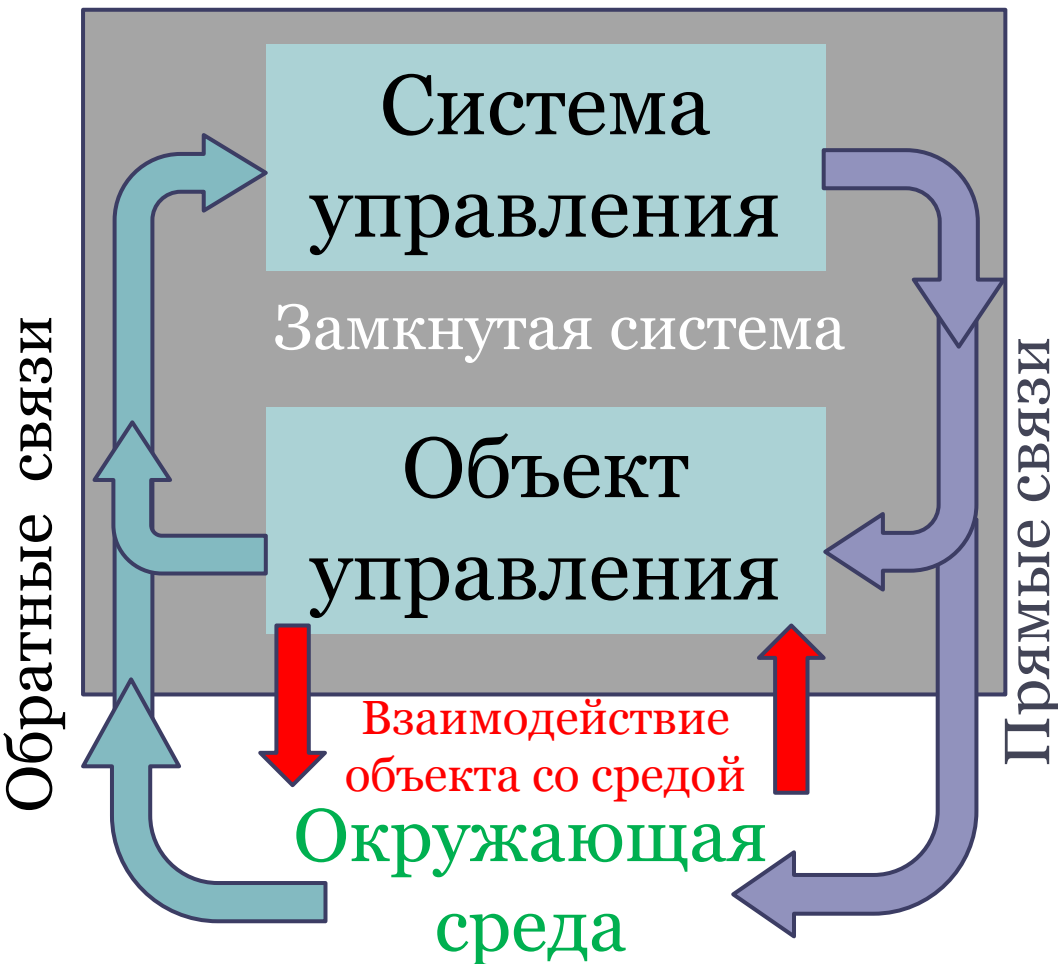 Система
управления
Замкнутая система
Объект
управления
Взаимодействие
объекта со средой
Окружающая
среда
Обратные связи
Прямые связи